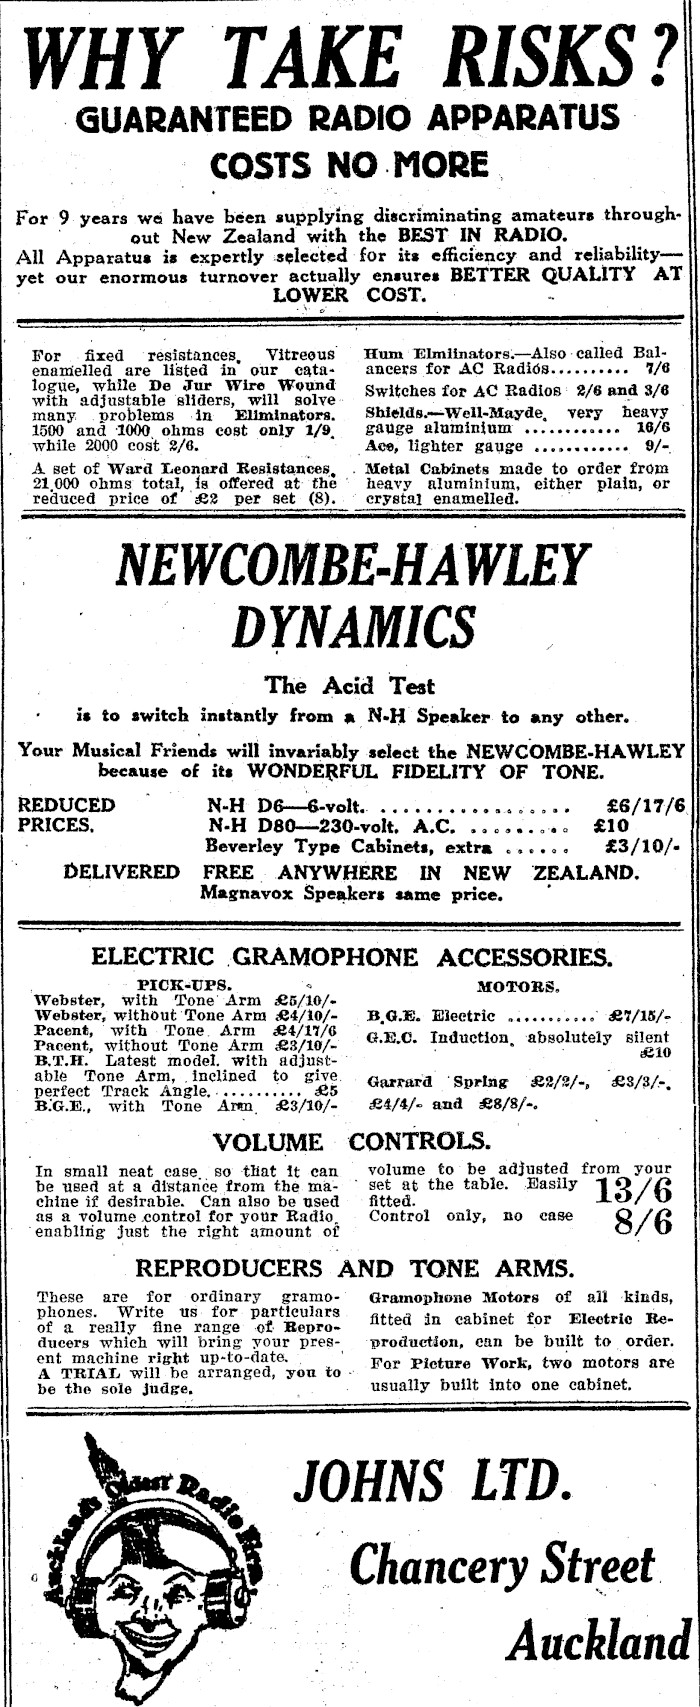 WHY TAKE RISKS?
GUARANTEED RADIO APPARATUS
COSTS NO MORE
For 9 years we have been supplying discriminating amateurs through-
out New Zealand with the BEST IN RADIO.
All Apparatus is expertly selected for its efficiency and reliability—
yet our enormous turnover actually ensures BETTER QUALITY AT
LOWER COST.
For fixed resistances, Vitreous
enamelled are listed in our cata-
logue, while De Jur Wire Wound
with adjustable sliders, will solve
many problems in Eliminators.
1500 and 1000 ohms cost only 1/9,
while 2000 cost 2/6.
A set of Ward Leonard Resistances,
21,000 ohms total, is offered at the
reduced price of £2 per set (8).
Hum Elmiinators.—Also called Bal-
ancers for AC Radios.......... 7/6
Switches for AC Radios 2/6 and 3/6
Shields.—Well-Mayde, very heavy
gauge aluminium ............ 16/6
Ace, lighter gauge ............ 9/-
Metal Cabinets made to order from
heavy aluminium, either plain, or
crystal enamelled.
NEWCOMBE-HAWLEY
DYNAMICS
The Acid Test
is to switch instantly from a N-H Speaker to any other.
Your Musical Friends will invariably select the NEWCOMBE-HAWLEY
because of its WONDERFUL FIDELITY OF TONE.
REDUCED N-H D6—6-volt. .................. £6/17/6
PRICES. N-H D80—230-volt. A.C. ......... £10
Beverley Type Cabinets, extra ...... £3/10/-
DELIVERED FREE ANYWHERE IN NEW ZEALAND.
Magnavox Speakers same price.
ELECTRIC GRAMOPHONE ACCESSORIES.
PICK-UPS.
Webster, with Tone Arm £5/10/-
Webster, without Tone Arm £4/10/-
Pacent, with Tone Arm £4/17/6
Pacent, without Tone Arm £3/10/-
B.T.H. Latest model. with adjust-
able Tone Arm, inclined to give
perfect Track Angle. .......... £5
B.G.E., with Tone Arm £3/10/-
MOTORS.
B.G.E. Electric ........... £7/15/-
G.E.C. Induction, absolutely silent
£10
Garrard Spring £2/2/-, £3/3/-,
£4/4/- and £8/8/-.
VOLUME CONTROLS.
In small neat case, so that it can
be used at a distance from the ma-
chine if desirable. Can also be used
as a volume control for your Radio,
enabling just the right amount of
volume to be adjusted from your
set at the table. Easily
fitted. 13/6
Control only, no case 8/6
REPRODUCERS AND TONE ARMS.
These are for ordinary gramo-
phones. Write us for particulars
of a really fine range of Repro-
ducers which will bring your pres-
ent machine right up-to-date.
A TRIAL will be arranged, you to
be the sole judge.
Gramophone Motors of all kinds,
fitted in cabinet for Electric Re-
production, can be built to order.
For Picture Work, two motors are
usually built into one cabinet.
Auckland's Oldest Radio Firm.
JOHNS LTD.
Chancery Street
Auckland